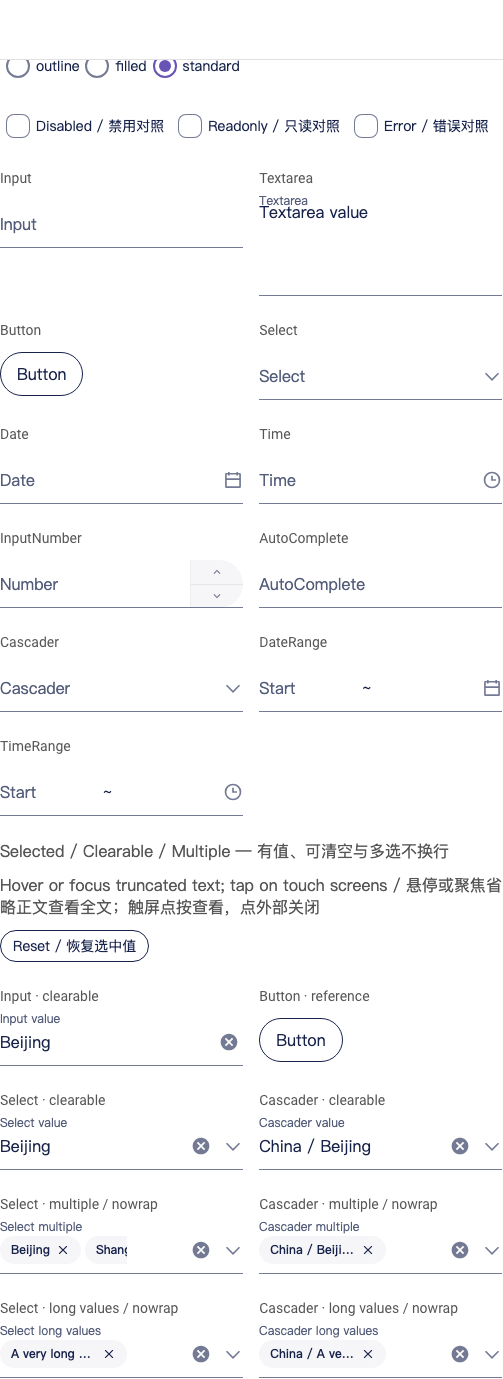 outline filled standard
Disabled / 禁用对照 Readonly / 只读对照 Error / 错误对照
Input Textarea
Textarea
Input Textarea value
Button Select
Button Select
Date Time
Date Time
InputNumber AutoComplete
Number AutoComplete
Cascader DateRange
Cascader Start ~
TimeRange
Start ~
Selected / Clearable / Multiple — 有值、可清空与多选不换行
Hover or focus truncated text; tap on touch screens / 悬停或聚焦省
略正文查看全文；触屏点按查看，点外部关闭
Reset / 恢复选中值
Input · clearable Button · reference
Input value
Beijing Button
Select · clearable Cascader · clearable
Select value Cascader value
Beijing China / Beijing
Select · multiple / nowrap Cascader · multiple / nowrap
Select multiple Cascader multiple
Beijing Shang China / Beiji...
Select · long values / nowrap Cascader · long values / nowrap
Select long values Cascader long values
A very long ... China / A ve...